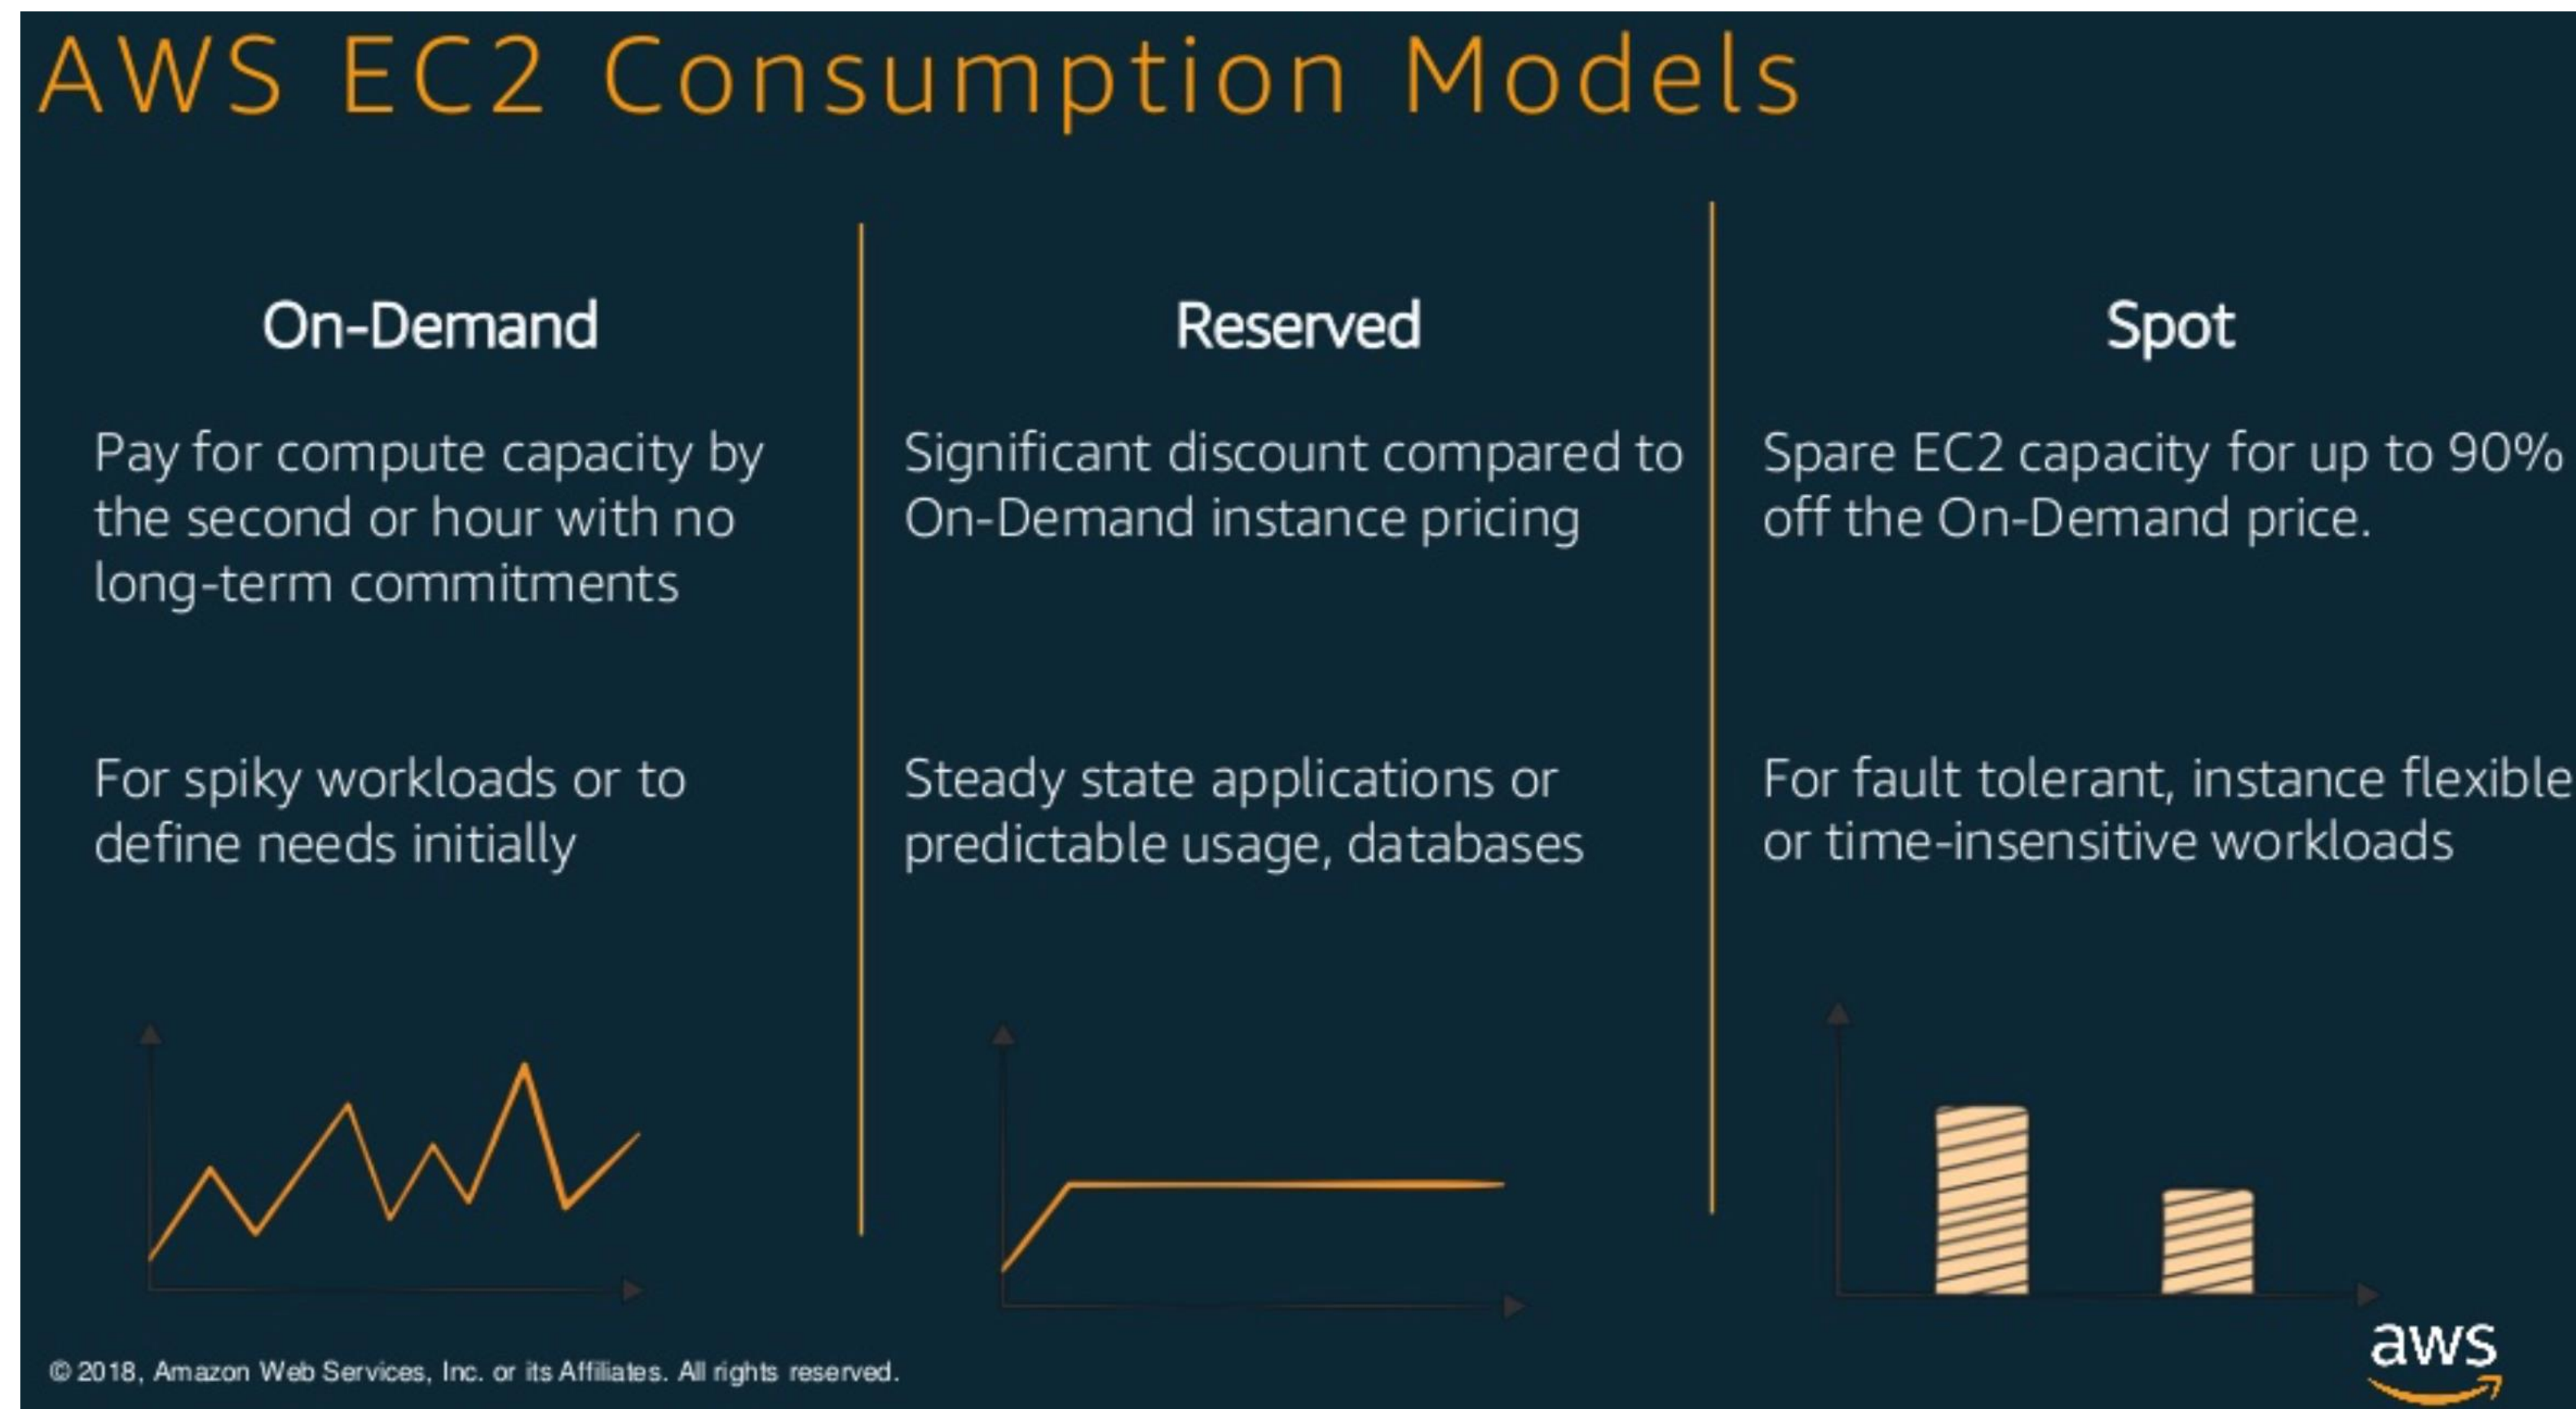 AWS EC2 Consumption Models
On-Demand
Pay for compute capacity by
the second or hour with no
long-term commitments
For spiky workloads or to
define needs initially
Reserved
Significant discount compared to
On-Demand instance pricing
Steady state applications or
predictable usage, databases
Spot
Spare EC2 capacity for up to 90%
off the On-Demand price.
For fault tolerant, instance flexible
or time-insensitive workloads
© 2018, Amazon Web Services, Inc. or its Affiliates. All rights reserved.
aws